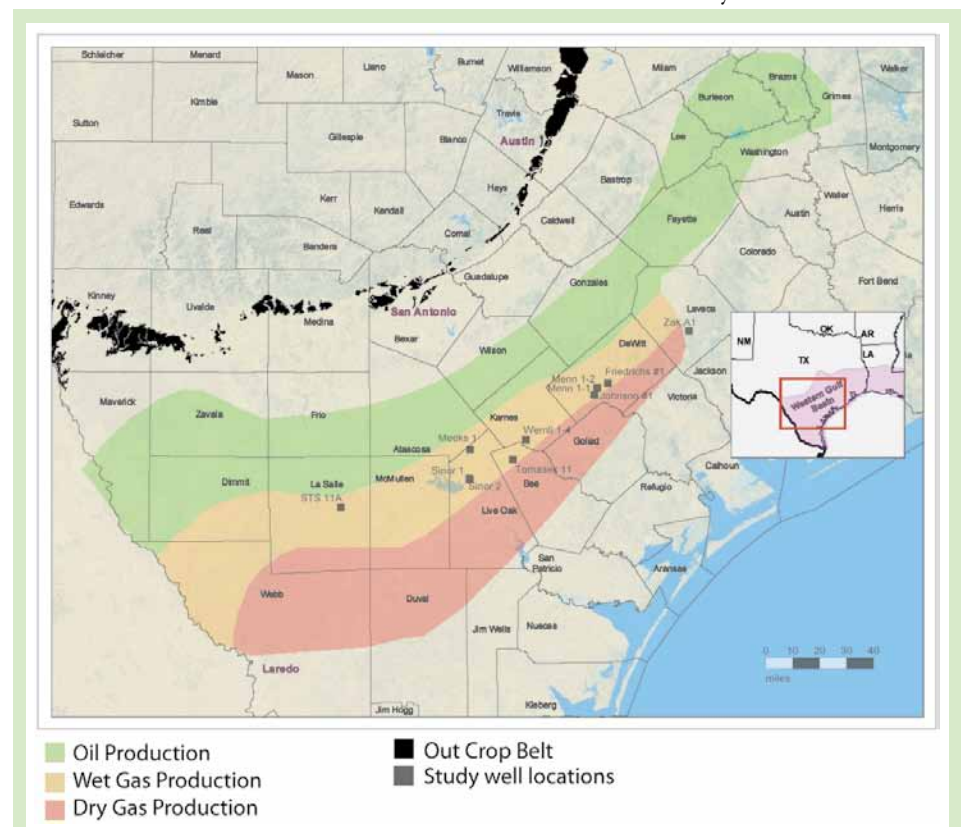 Schleicher
Menard
Mason
Llano
Burnet
Williamson
Milam
Brazos
Walker
Kimble
Burleson
Grimes
Sutton
Travis
Gillespie
Blanco
Austin
Lee
Washington
Montgomery
Hays
Bastrop
Edwards
Kerr
Kendall
Waller
Harris
Real
Caldwell
Fayette
Austin
Comal
Bandera
Colorado
Guadalupe
Gonzales
Fort Bend
Kinney
Uvalde
Medina
San Antonio
Lavaca
Zak A1
Bexar
Wilson
DeWitt
Jackson
NM
OK
AR
TX
LA
Western Gulf
Basin
Menn 1-2
Friedrichs #1
Menn 1-1
Johnson #1
Victoria
Maverick
Zavala
Frio
Karnes
Atascosa
Wernli 1-4
Goliad
Meeks 1
Calhoun
Dimmit
La Salle
McMullen
Sinor 1
Sinor 2
Tomasek 11
Bee
Refugio
STS 11A
Live Oak
San
Patricio
Aransas
Webb
Duval
Jim Wells
Nueces
Laredo
0 10 20 30 40
miles
Jim Hogg
Kleberg
Oil Production
Wet Gas Production
Dry Gas Production
Out Crop Belt
Study well locations